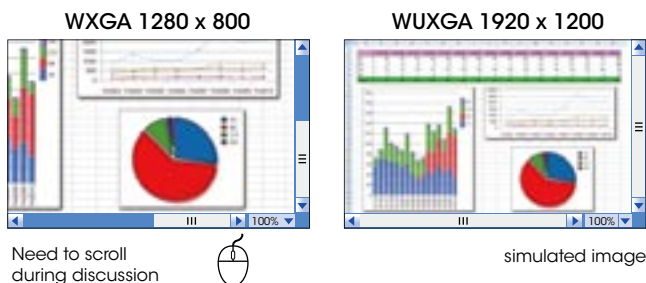 WXGA 1280 x 800
WUXGA 1920 x 1200
100%
100%
Need to scroll
during discussion
simulated image